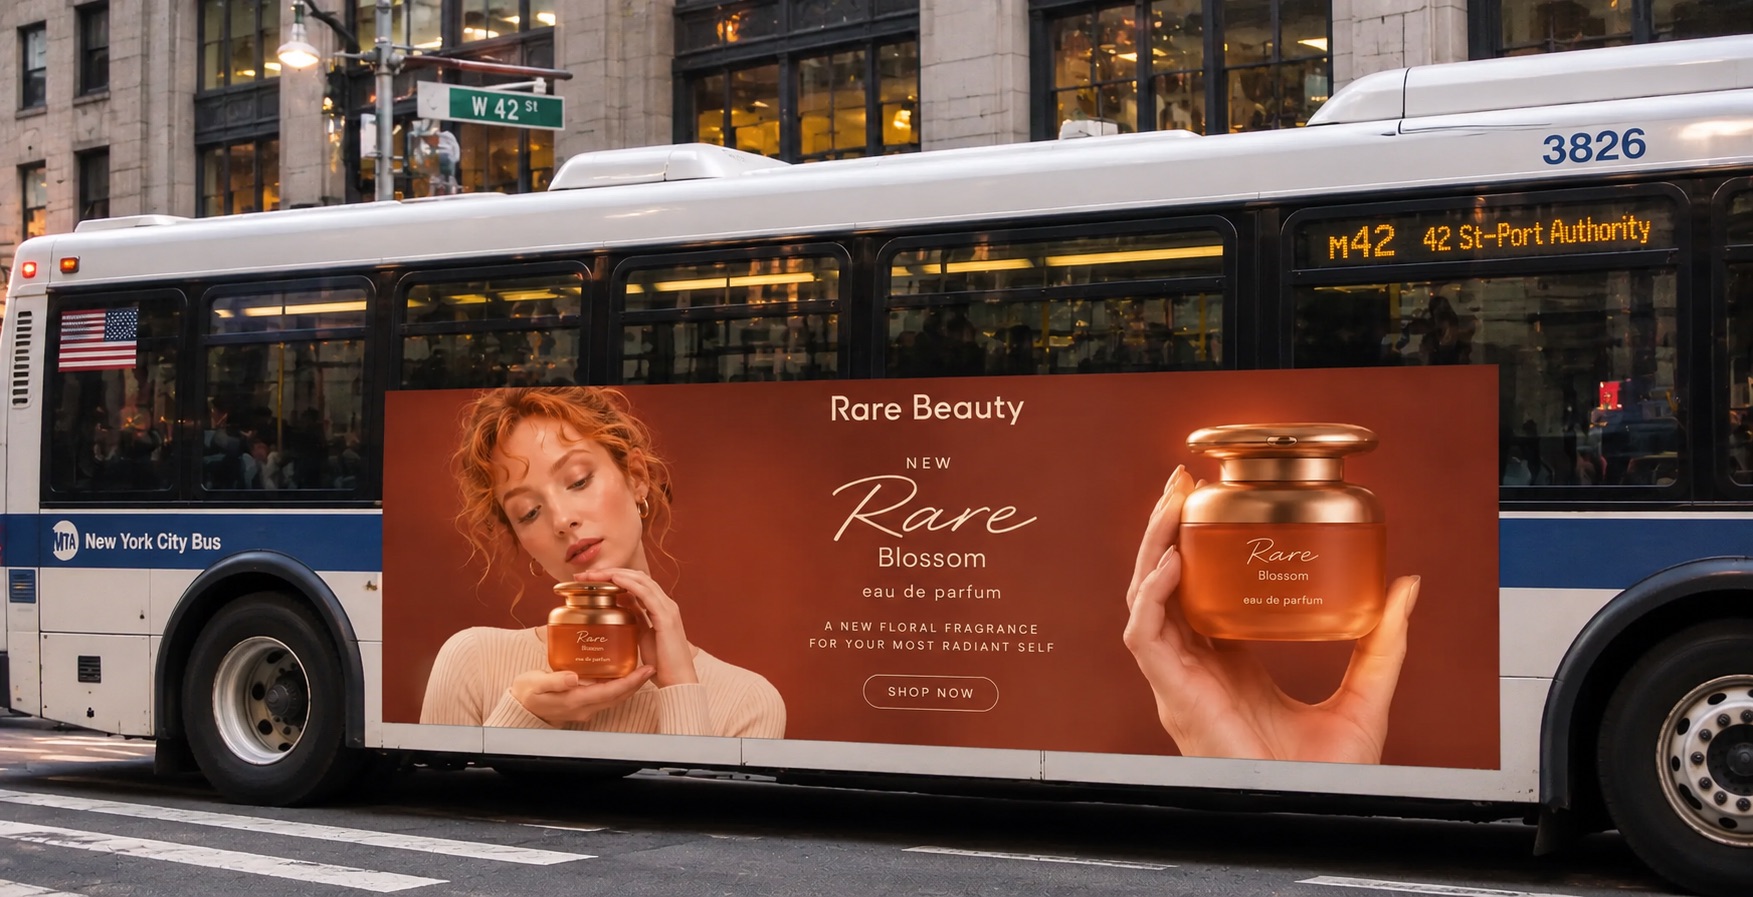 W 42 St
3826
M42 42 St-Port Authority
MTA New York City Bus
Rare Beauty
NEW
Rare
Blossom
eau de parfum
A NEW FLORAL FRAGRANCE
FOR YOUR MOST RADIANT SELF
SHOP NOW
Rare
Blossom
eau de parfum
Rare
Blossom
eau de parfum